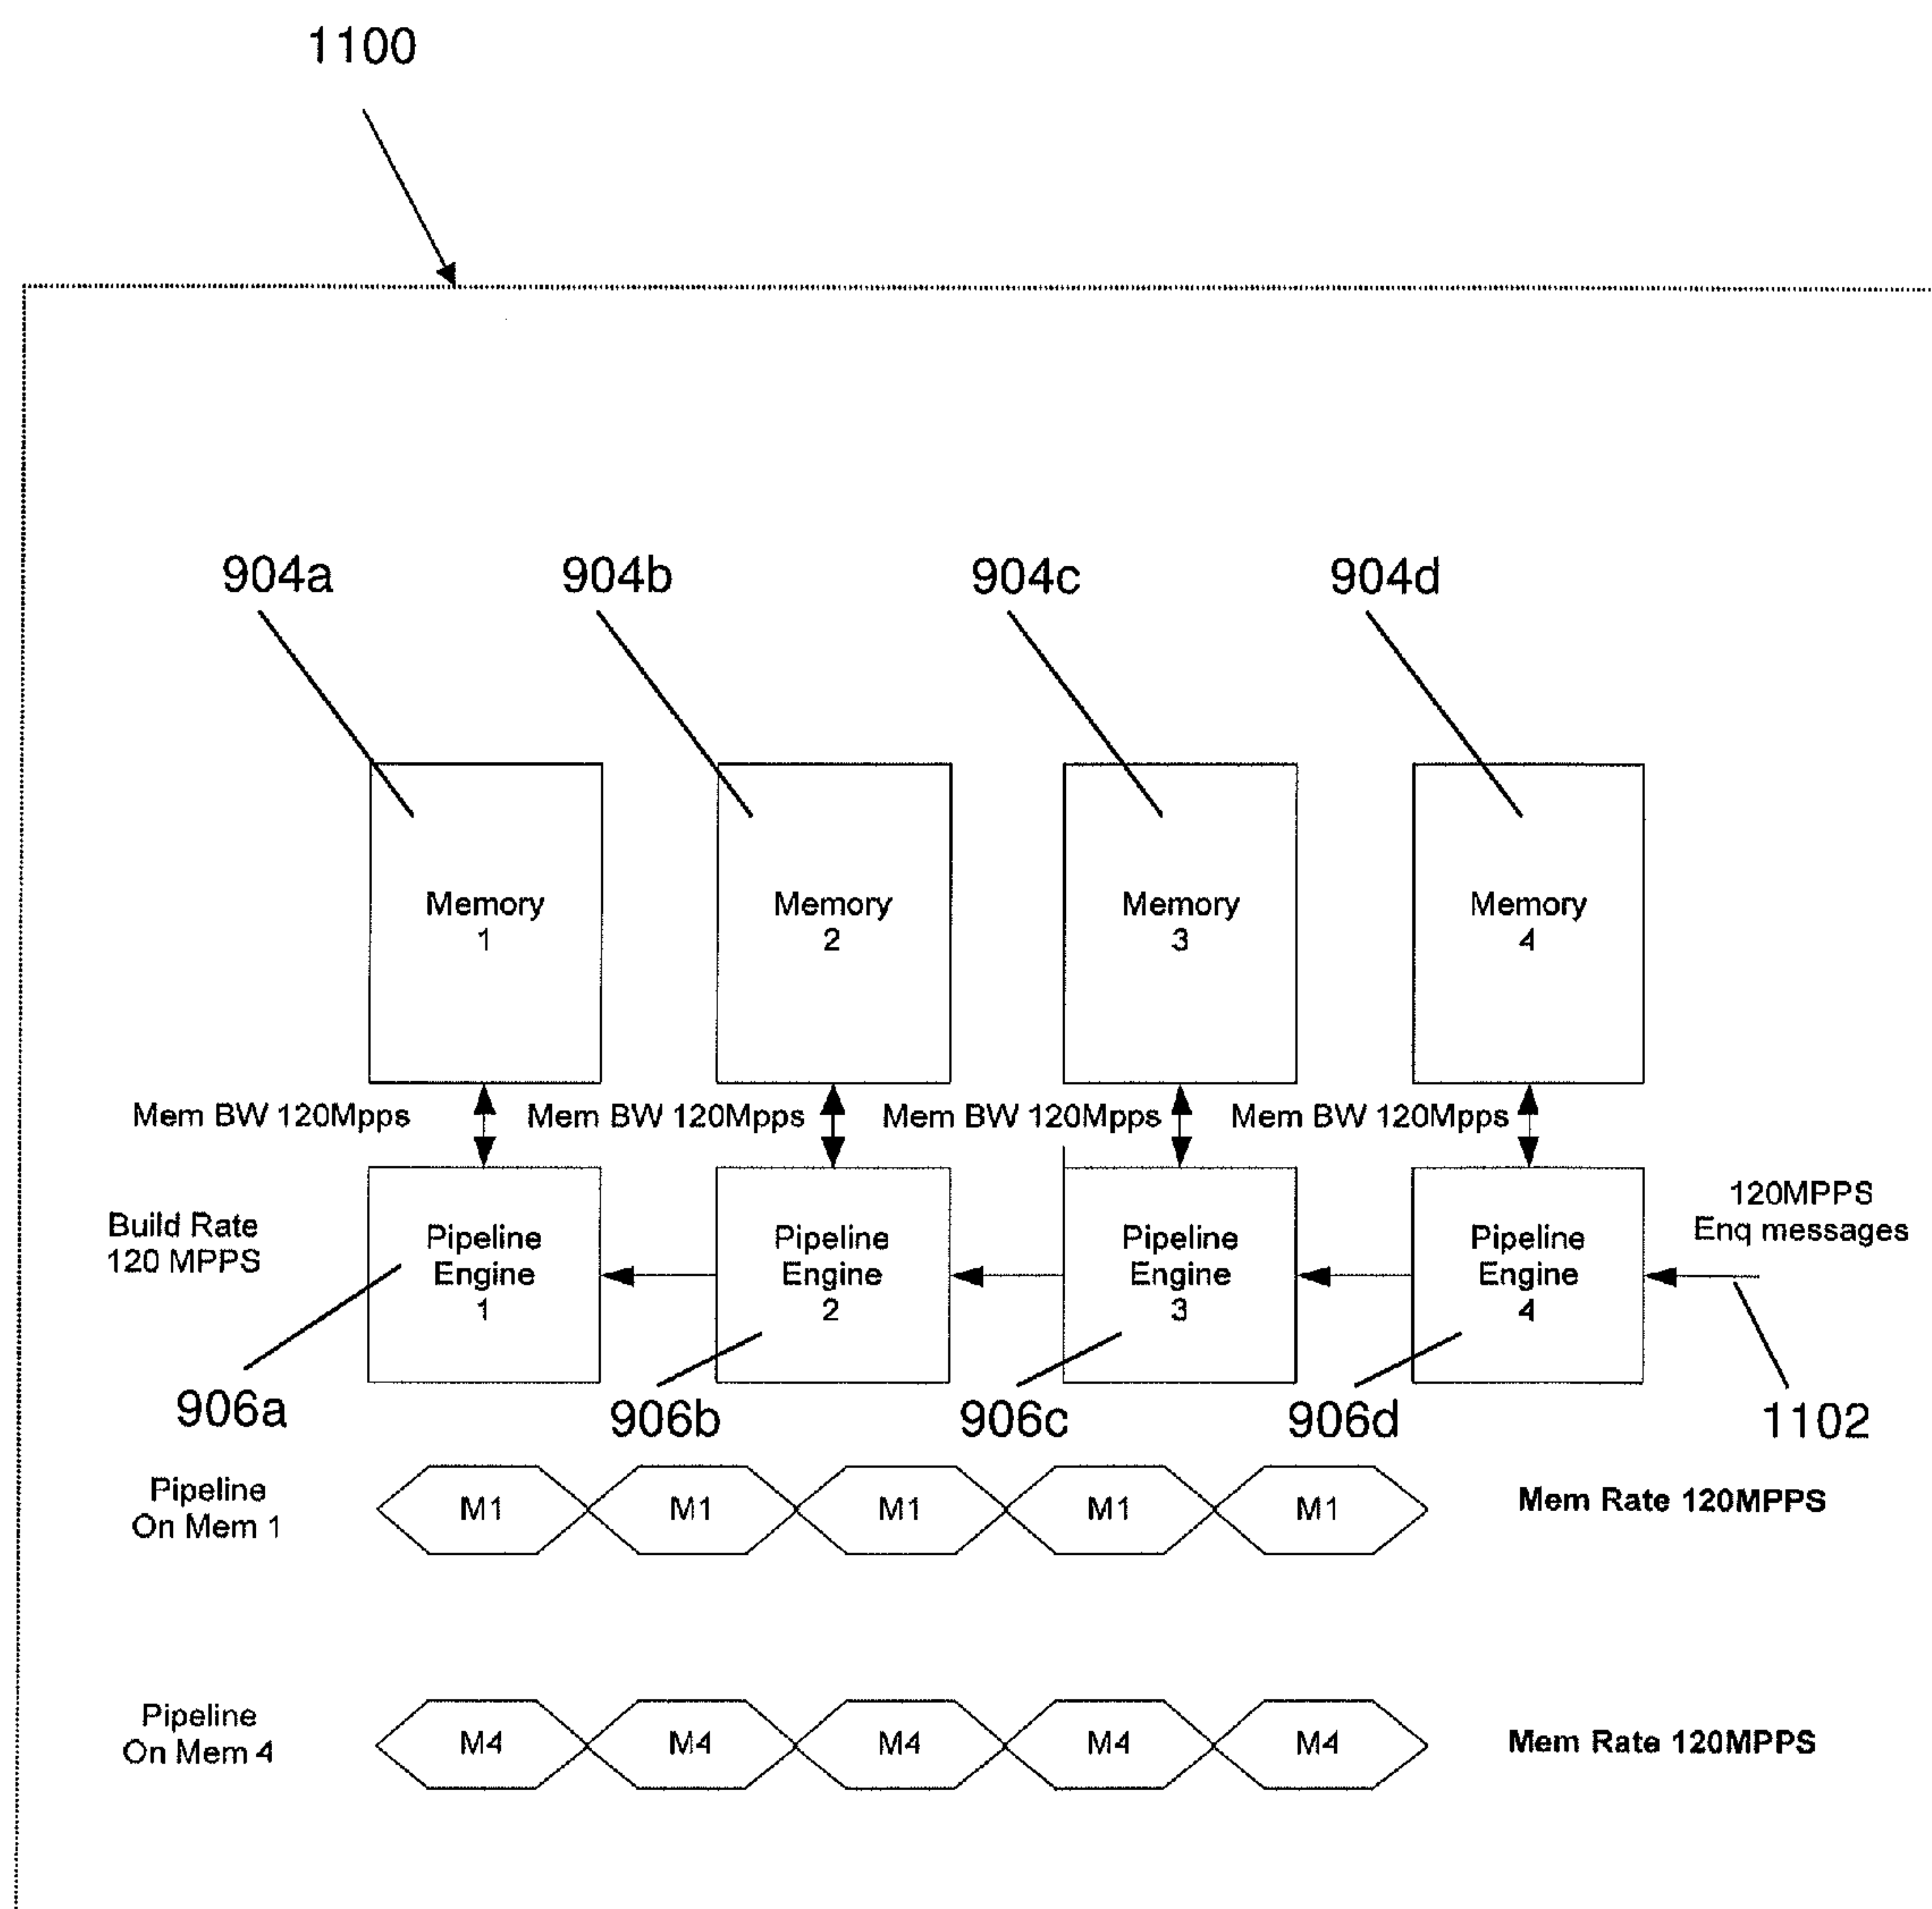 1100
904a
904b
904c
904d
Memory
1
Memory
2
Memory
3
Memory
4
Mem BW 120Mpps
Mem BW 120Mpps
Mem BW 120Mpps
Mem BW 120Mpps
Build Rate
120 MPPS
Pipeline
Engine
1
Pipeline
Engine
2
Pipeline
Engine
3
Pipeline
Engine
4
120MPPS
Enq messages
906a
906b
906c
906d
1102
Pipeline
On Mem 1
M1
M1
M1
M1
M1
Mem Rate 120MPPS
Pipeline
On Mem 4
M4
M4
M4
M4
M4
Mem Rate 120MPPS